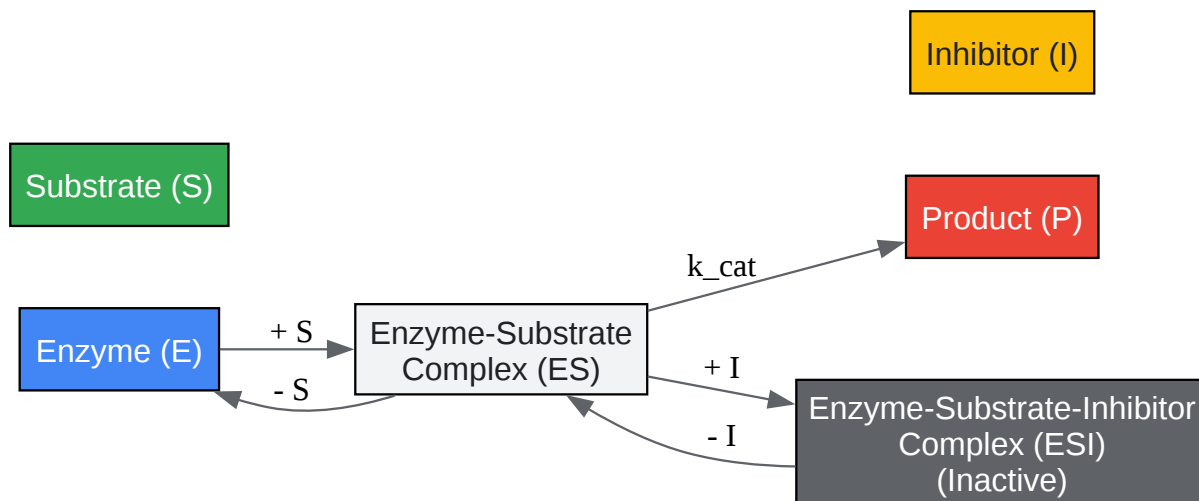 Inhibitor (I)
Substrate (S)
Product (P)
k_cat
Enzyme (E)
+ S
- S
Enzyme-Substrate
Complex (ES)
+ I
- I
Enzyme-Substrate-Inhibitor
Complex (ESI)
(Inactive)